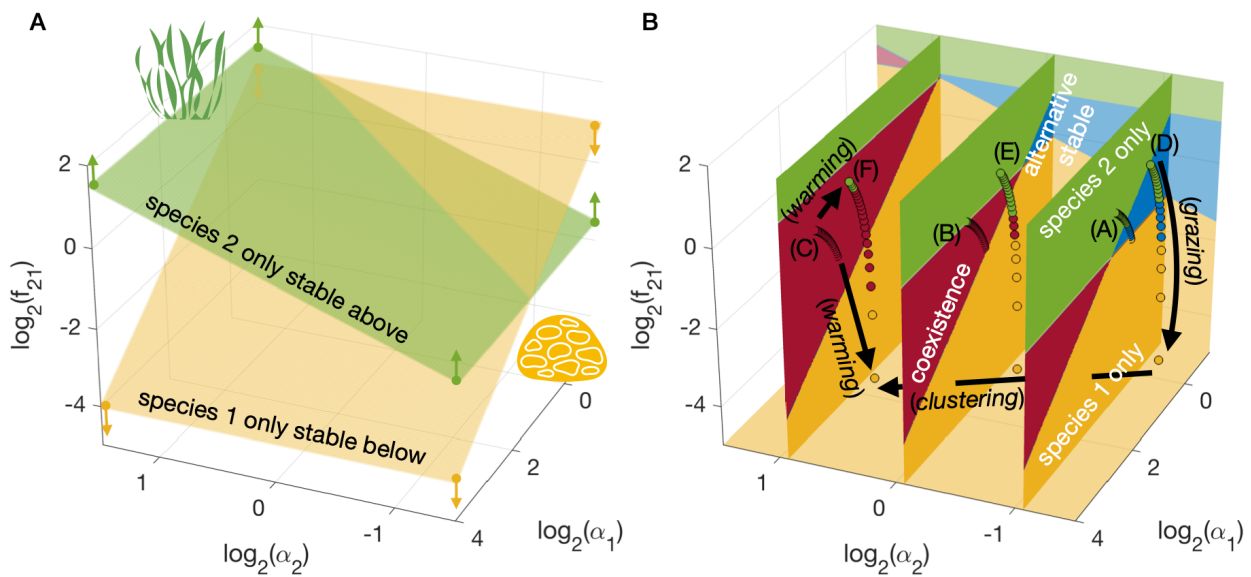 A
species 2 only stable above
species 1 only stable below
2
0
-2
-4
log2(f21)
1
0
-1
log2(α2)
4
2
0
log2(α1)
B
alternative
stable
(D)
(E)
(F)
(warming)
species 2 only
(grazing)
(A)
(B)
(C)
coexistence
(warming)
(clustering)
species 1 only
2
0
-2
-4
log2(f21)
1
0
-1
log2(α2)
4
2
0
log2(α1)